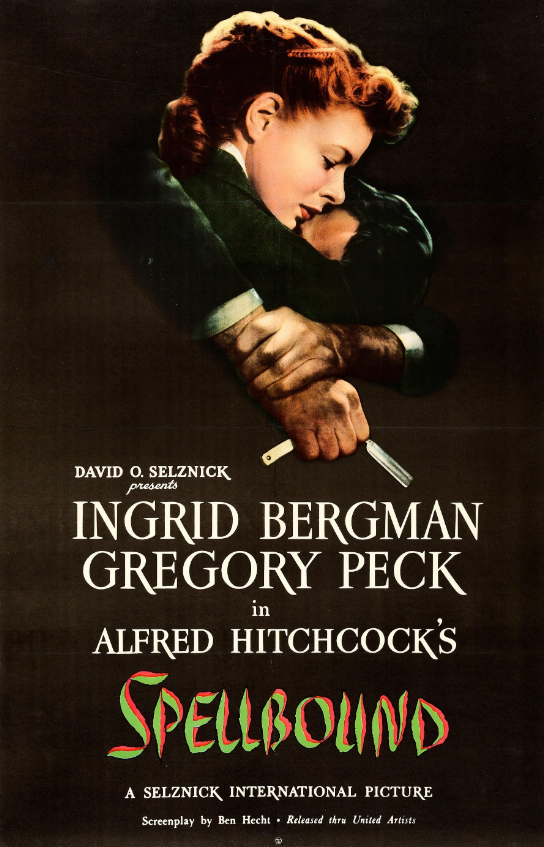 DAVID O. SELZNICK
presents
INGRID BERGMAN
GREGORY PECK
in
ALFRED HITCHCOCK'S
SPELLBOUND
A SELZNICK INTERNATIONAL PICTURE
Screenplay by Ben Hecht • Released thru United Artists